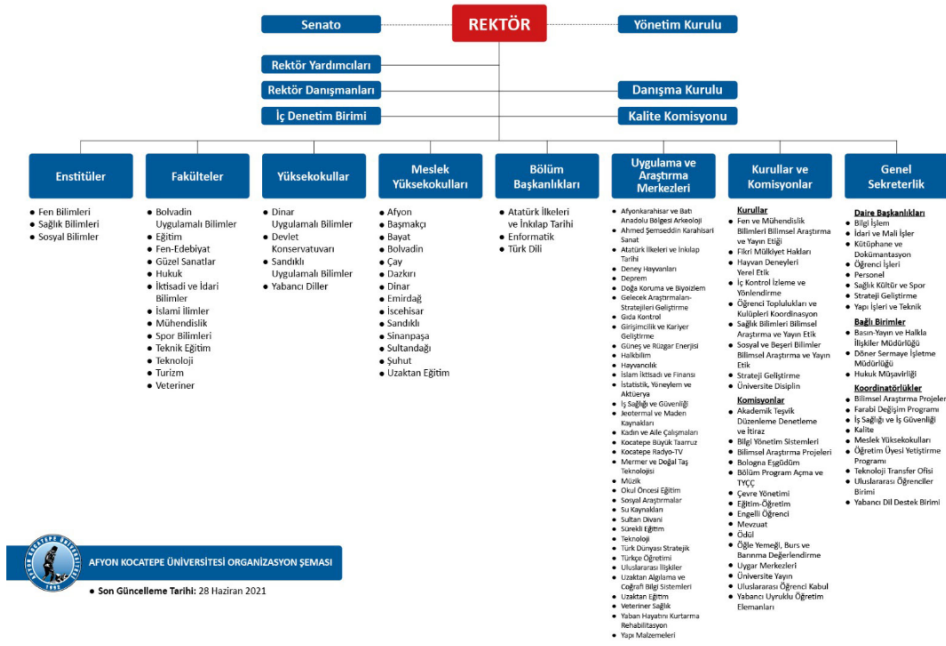 Senato
REKTÖR
Yönetim Kurulu
Rektör Yardımcıları
Rektör Danışmanları
Danışma Kurulu
İç Denetim Birimi
Kalite Komisyonu
Enstitüler
● Fen Bilimleri
● Sağlık Bilimleri
● Sosyal Bilimler
Fakülteler
● Bolvadin
Uygulamalı Bilimler
● Eğitim
● Fen-Edebiyat
● Güzel Sanatlar
● Hukuk
● İktisadi ve İdari
Bilimler
● İslami İlimler
● Mühendislik
● Spor Bilimleri
● Teknik Eğitim
● Teknoloji
● Turizm
● Veteriner
Yüksekokullar
● Dinar
Uygulamalı Bilimler
● Devlet
Konservatuvarı
● Sandıklı
Uygulamalı Bilimler
● Yabancı Diller
Meslek
Yüksekokulları
● Afyon
● Başmakçı
● Bayat
● Bolvadin
● Çay
● Dazkırı
● Dinar
● Emirdağ
● İscehisar
● Sandıklı
● Sinanpaşa
● Sultandağı
● Şuhut
● Uzaktan Eğitim
Bölüm
Başkanlıkları
● Atatürk İlkeleri
ve İnkılap Tarihi
● Enformatik
● Türk Dili
Uygulama ve
Araştırma
Merkezleri
● Afyonkarahisar ve Batı
Anadolu Bölgesi Arkeoloji
● Ahmed Şemseddin Karahisari
Sanat
● Atatürk İlkeleri ve İnkılap
Tarihi
● Deney Hayvanları
● Deprem
● Doğa Koruma ve Biyoizlem
● Gelecek Araştırmaları-
Stratejileri Geliştirme
● Gıda Kontrol
● Girişimcilik ve Kariyer
Geliştirme
● Güneş ve Rüzgar Enerjisi
● Halkbilim
● Hayvancılık
● İslam İktisadı ve Finansı
● İstatistik, Yöneylem ve
Aktüerya
● İş Sağlığı ve Güvenliği
● Jeotermal ve Maden
Kaynakları
● Kadın ve Aile Çalışmaları
● Kocatepe Büyük Taarruz
● Kocatepe Radyo-TV
● Mermer ve Doğal Taş
Teknolojisi
● Müzik
● Okul Öncesi Eğitim
● Sosyal Araştırmalar
● Su Kaynakları
● Sultan Divani
● Sürekli Eğitim
● Teknoloji
● Türk Dünyası Stratejik
● Türkçe Öğretimi
● Uluslararası İlişkiler
● Uzaktan Algılama ve
Coğrafi Bilgi Sistemleri
● Uzaktan Eğitim
● Veteriner Sağlık
● Yaban Hayatını Kurtarma
Rehabilitasyon
● Yapı Malzemeleri
Kurullar ve
Komisyonlar
Kurullar
● Fen ve Mühendislik
Bilimleri Bilimsel Araştırma
ve Yayın Etiği
● Fikri Mülkiyet Hakları
● Hayvan Deneyleri
Yerel Etik
● İç Kontrol İzleme ve
Yönlendirme
● Öğrenci Toplulukları ve
Kulüpleri Koordinasyon
● Sağlık Bilimleri Bilimsel
Araştırma ve Yayın Etik
● Sosyal ve Beşeri Bilimler
Bilimsel Araştırma ve Yayın
Etik
● Strateji Geliştirme
● Üniversite Disiplin
Komisyonlar
● Akademik Teşvik
Düzenleme Denetleme
ve İtiraz
● Bilgi Yönetim Sistemleri
● Bilimsel Araştırma Projeleri
● Bologna Eşgüdüm
● Bölüm Program Açma ve
TYÇÇ
● Çevre Yönetimi
● Eğitim-Öğretim
● Engelli Öğrenci
● Mevzuat
● Ödül
● Öğle Yemeği, Burs ve
Barınma Değerlendirme
● Uygar Merkezleri
● Üniversite Yayın
● Uluslararası Öğrenci Kabul
● Yabancı Uyruklu Öğretim
Elemanları
Genel
Sekreterlik
Daire Başkanlıkları
● Bilgi İşlem
● İdari ve Mali İşler
● Kütüphane ve
Dokümantasyon
● Öğrenci İşleri
● Personel
● Sağlık Kültür ve Spor
● Strateji Geliştirme
● Yapı İşleri ve Teknik
Bağlı Birimler
● Basın-Yayın ve Halkla
İlişkiler Müdürlüğü
● Döner Sermaye İşletme
Müdürlüğü
● Hukuk Müşavirliği
Koordinatörlükler
● Bilimsel Araştırma Projeler
● Farabi Değişim Programı
● İş Sağlığı ve İş Güvenliği
● Kalite
● Meslek Yüksekokulları
● Öğretim Üyesi Yetiştirme
Programı
● Teknoloji Transfer Ofisi
● Uluslararası Öğrenciler
Birimi
● Yabancı Dil Destek Birimi
AFYON KOCATEPE ÜNİVERSİTESİ
1992
AFYON KOCATEPE ÜNİVERSİTESİ ORGANİZASYON ŞEMASI
● Son Güncelleme Tarihi: 28 Haziran 2021